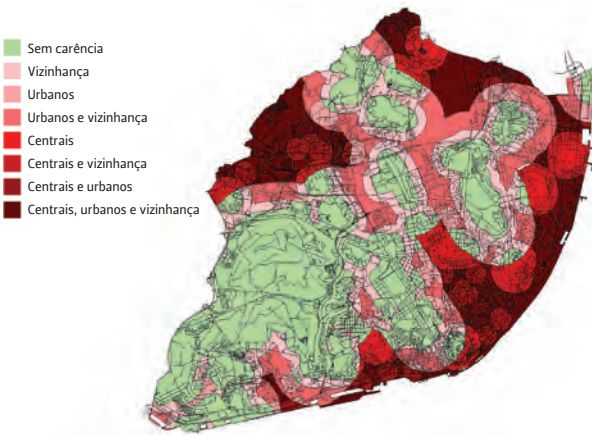 Sem carência
Vizinhança
Urbanos
Urbanos e vizinhança
Centrais
Centrais e vizinhança
Centrais e urbanos
Centrais, urbanos e vizinhança